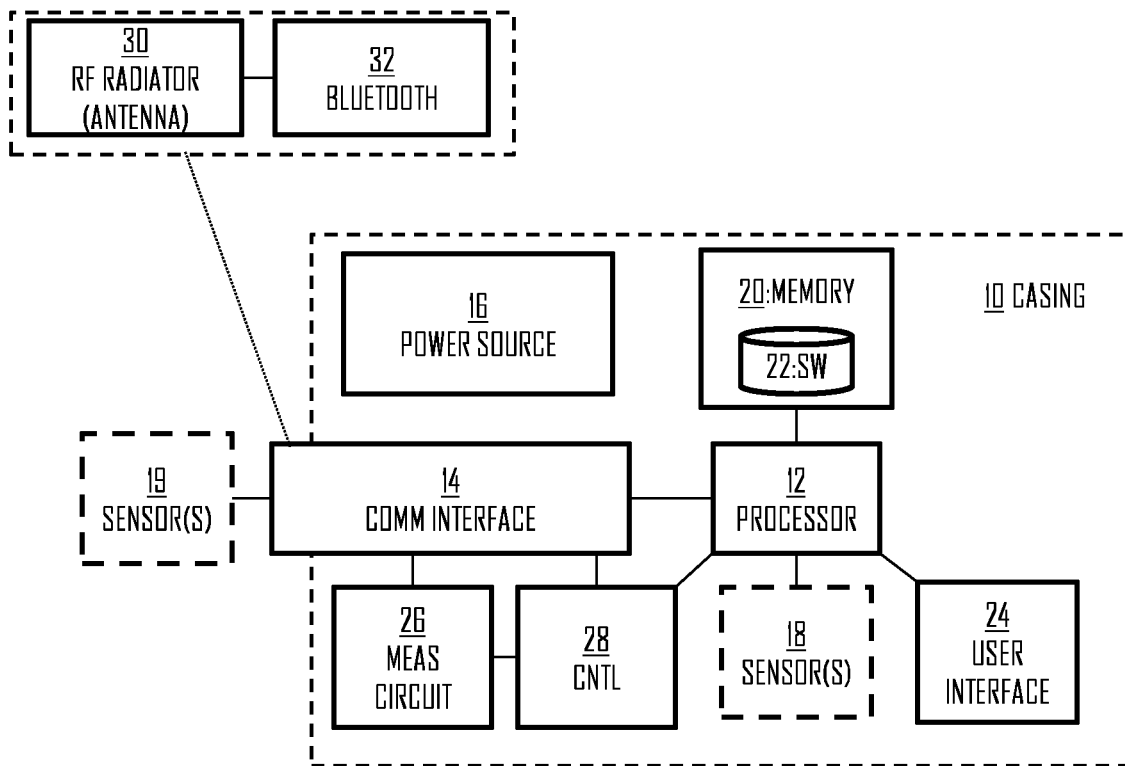 30
RF RADIATOR
(ANTENNA)
32
BLUETOOTH
16
POWER SOURCE
20:MEMORY
22:SW
10 CASING
19
SENSOR(S)
14
COMM INTERFACE
12
PROCESSOR
26
MEAS
CIRCUIT
28
CNTL
18
SENSOR(S)
24
USER
INTERFACE